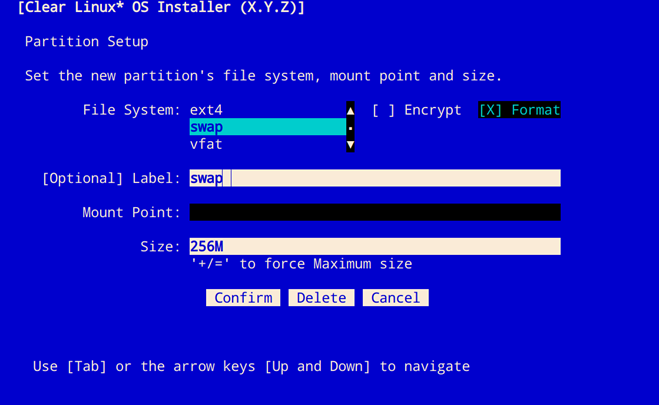 [Clear Linux* OS Installer (X.Y.Z)]
Partition Setup
Set the new partition's file system, mount point and size.
File System: ext4 [ ] Encrypt [X] Format
swap
vfat
[Optional] Label: swap
Mount Point:
Size: 256M
'+/=' to force Maximum size
Confirm Delete Cancel
Use [Tab] or the arrow keys [Up and Down] to navigate